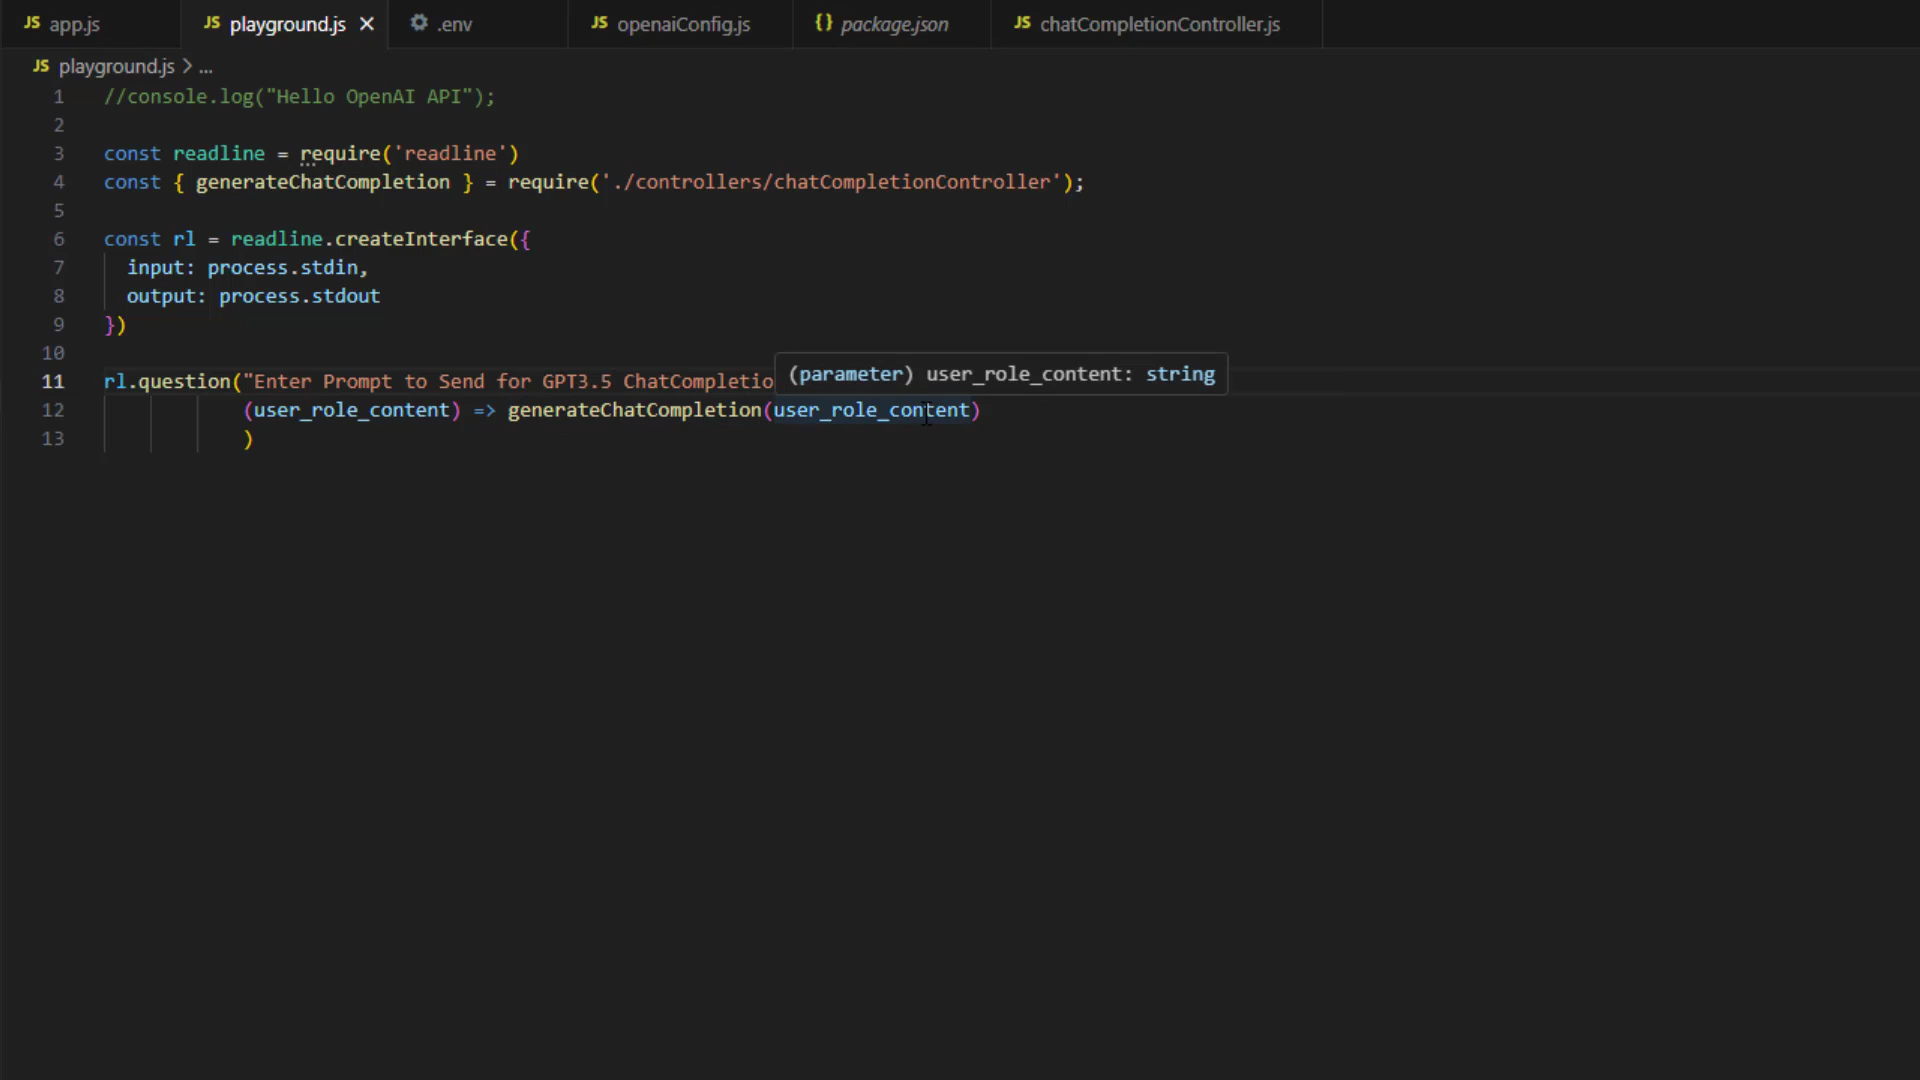 JS app.js JS playground.js .env JS openaiConfig.js {} package.json JS chatCompletionController.js
JS playground.js > ...
1 //console.log("Hello OpenAI API");
2
3 const readline = require('readline')
4 const { generateChatCompletion } = require('./controllers/chatCompletionController');
5
6 const rl = readline.createInterface({
7 input: process.stdin,
8 output: process.stdout
9 })
10
11 rl.question("Enter Prompt to Send for GPT3.5 ChatCompletio
(parameter) user_role_content: string
12 (user_role_content) => generateChatCompletion(user_role_content)
13 )